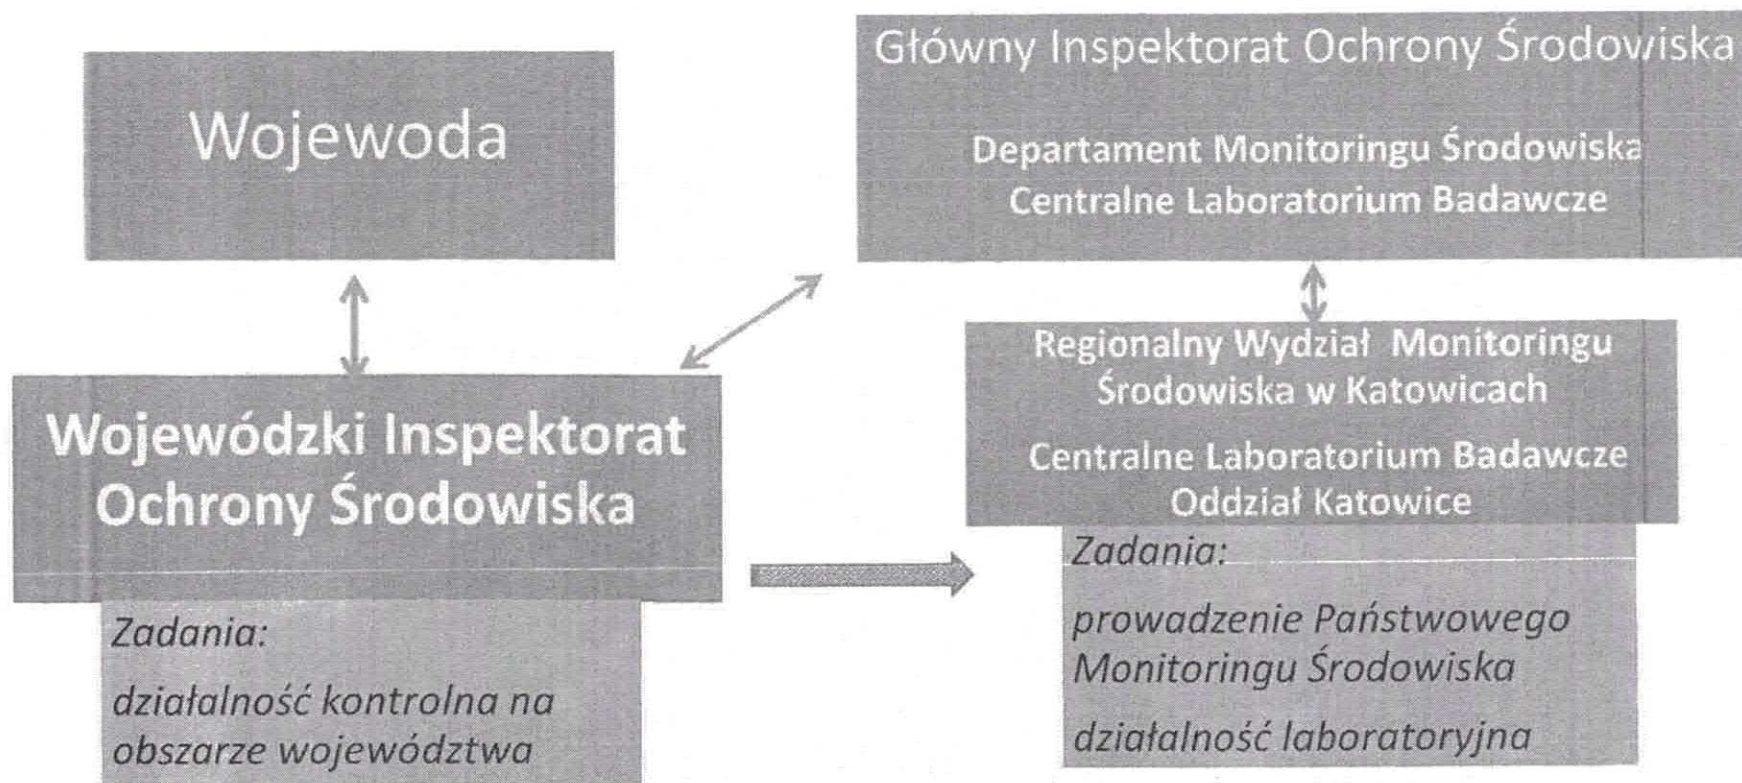 Wojewoda
Główny Inspektorat Ochrony Środowiska
Departament Monitoringu Środowiska
Centralne Laboratorium Badawcze
Wojewódzki Inspektorat
Ochrony Środowiska
Zadania:
działalność kontrolna na
obszarze województwa
Regionalny Wydział Monitoringu
Środowiska w Katowicach
Centralne Laboratorium Badawcze
Oddział Katowice
Zadania:
prowadzenie Państwowego
Monitoringu Środowiska
działalność laboratoryjna